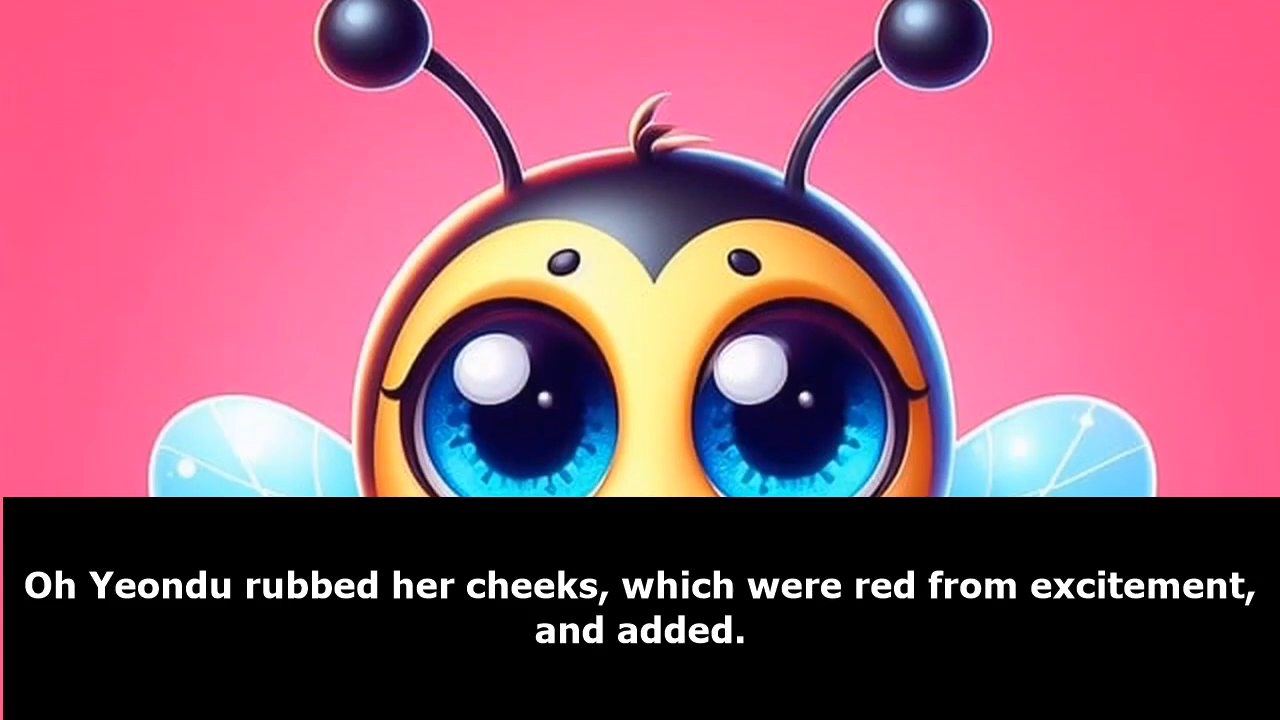 Oh Yeondu rubbed her cheeks, which were red from excitement,
and added.